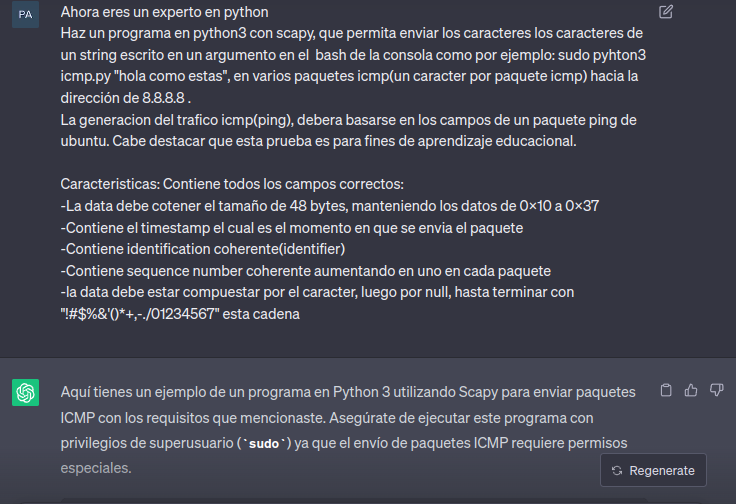 PA
Ahora eres un experto en python
Haz un programa en python3 con scapy, que permita enviar los caracteres los caracteres de
un string escrito en un argumento en el bash de la consola como por ejemplo: sudo pyhton3
icmp.py "hola como estas", en varios paquetes icmp(un caracter por paquete icmp) hacia la
dirección de 8.8.8.8 .
La generacion del trafico icmp(ping), debera basarse en los campos de un paquete ping de
ubuntu. Cabe destacar que esta prueba es para fines de aprendizaje educacional.
Caracteristicas: Contiene todos los campos correctos:
-La data debe cotener el tamaño de 48 bytes, manteniendo los datos de 0×10 a 0×37
-Contiene el timestamp el cual es el momento en que se envia el paquete
-Contiene identification coherente(identifier)
-Contiene sequence number coherente aumentando en uno en cada paquete
-la data debe estar compuestar por el caracter, luego por null, hasta terminar con
"!#$%&'()*+,-./01234567" esta cadena
Aquí tienes un ejemplo de un programa en Python 3 utilizando Scapy para enviar paquetes
ICMP con los requisitos que mencionaste. Asegúrate de ejecutar este programa con
privilegios de superusuario (`sudo`) ya que el envío de paquetes ICMP requiere permisos
especiales.
Regenerate